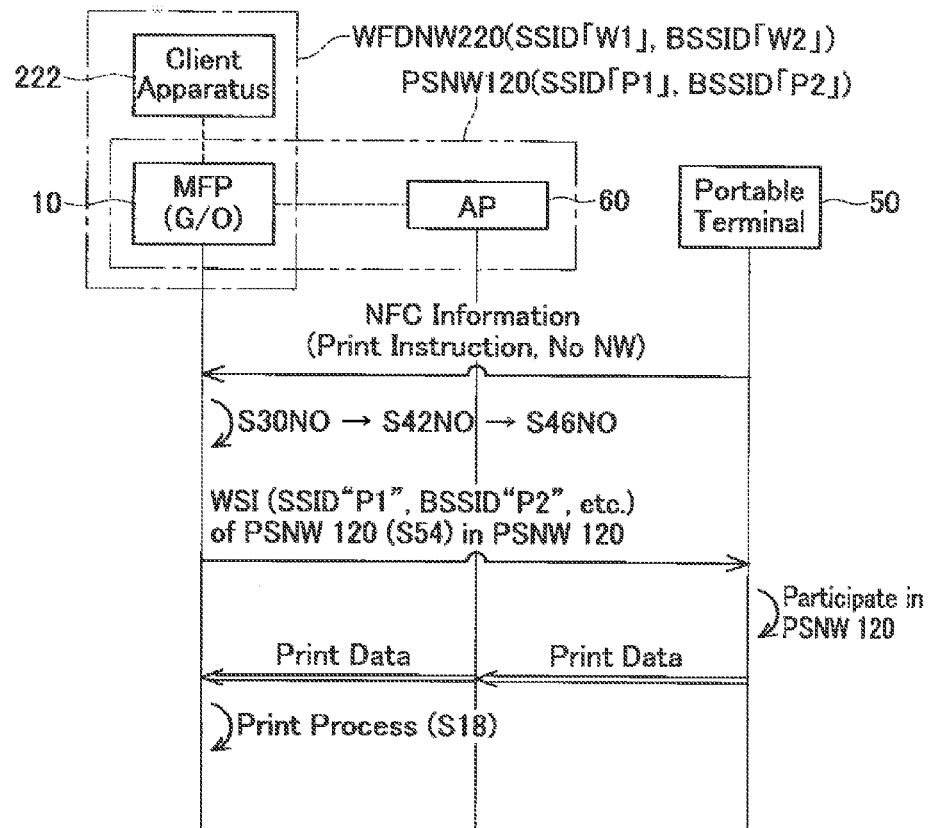 WFDNW220(SSID「W1」, BSSID「W2」)
222
Client
Apparatus
PSNW120(SSID「P1」, BSSID「P2」)
10
MFP
(G/O)
AP
60
Portable
Terminal
50
NFC Information
(Print Instruction, No NW)
S30NO → S42NO → S46NO
WSI (SSID“P1”, BSSID“P2”, etc.)
of PSNW 120 (S54) in PSNW 120
Participate in
PSNW 120
Print Data
Print Data
Print Process (S18)